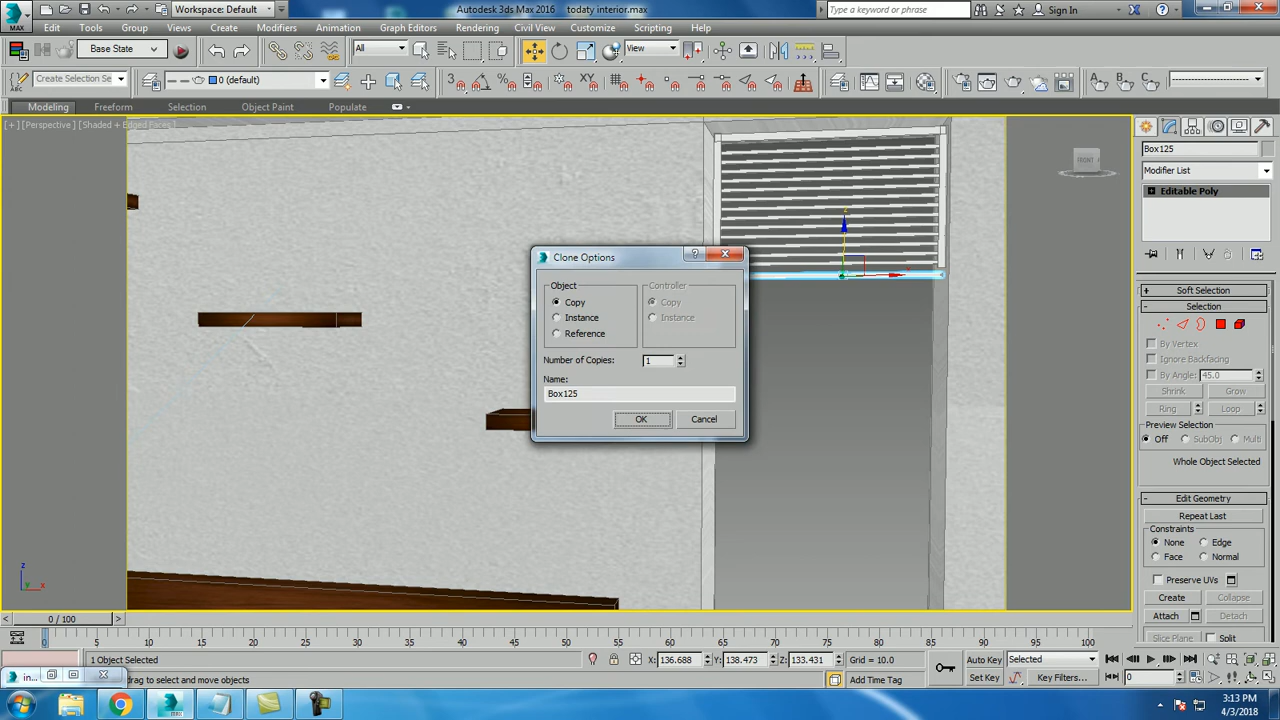 Workspace: Default
Autodesk 3ds Max 2016
todaty interior.max
Type a keyword or phrase
Sign In
MAX
Edit
Tools
Group
Views
Create
Modifiers
Animation
Graph Editors
Rendering
Civil View
Customize
Scripting
Help
Base State
All
View
Create Selection Se
0 (default)
Modeling
Freeform
Selection
Object Paint
Populate
[+] [Perspective] [Shaded + Edged Faces]
FRONT
Box125
Modifier List
Editable Poly
Clone Options
Object
Controller
Copy
Copy
Instance
Instance
Reference
Number of Copies:
1
Name:
Box125
OK
Cancel
Soft Selection
Selection
By Vertex
Ignore Backfacing
By Angle:
45.0
Shrink
Grow
Ring
Loop
Preview Selection
Off
SubObj
Multi
Whole Object Selected
Edit Geometry
Repeat Last
Constraints
None
Edge
Face
Normal
Preserve UVs
Create
Collapse
Attach
Detach
Slice Plane
Split
z
x
0 / 100
0 5 10 15 20 25 30 35 40 45 50 55 60 65 70 75 80 85 90 95 100
1 Object Selected
X: 136.688
Y: 138.473
Z: 133.431
Grid = 10.0
Auto Key
Selected
in...
drag to select and move objects
Add Time Tag
Set Key
Key Filters...
0
3:13 PM
4/3/2018